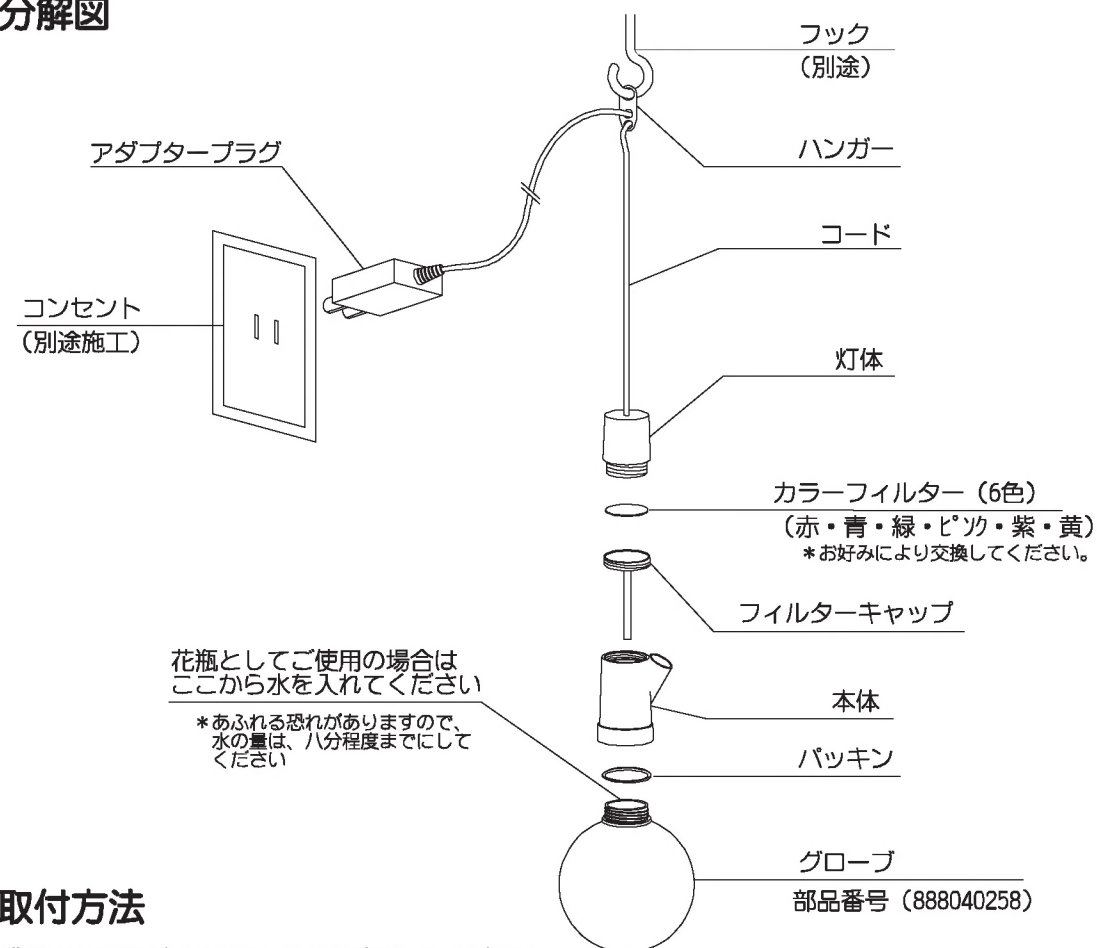 分解図
フック
(別途)
ハンガー
アダプタープラグ
コード
コンセント
(別途施工)
灯体
カラーフィルター(6色)
(赤・青・緑・ピンク・紫・黄)
*お好みにより交換してください。
フィルターキャップ
花瓶としてご使用の場合は
ここから水を入れてください
*あふれる恐れがありますので、
水の量は、八分程度までにして
ください
本体
パッキン
グローブ
部品番号(888040258)
取付方法